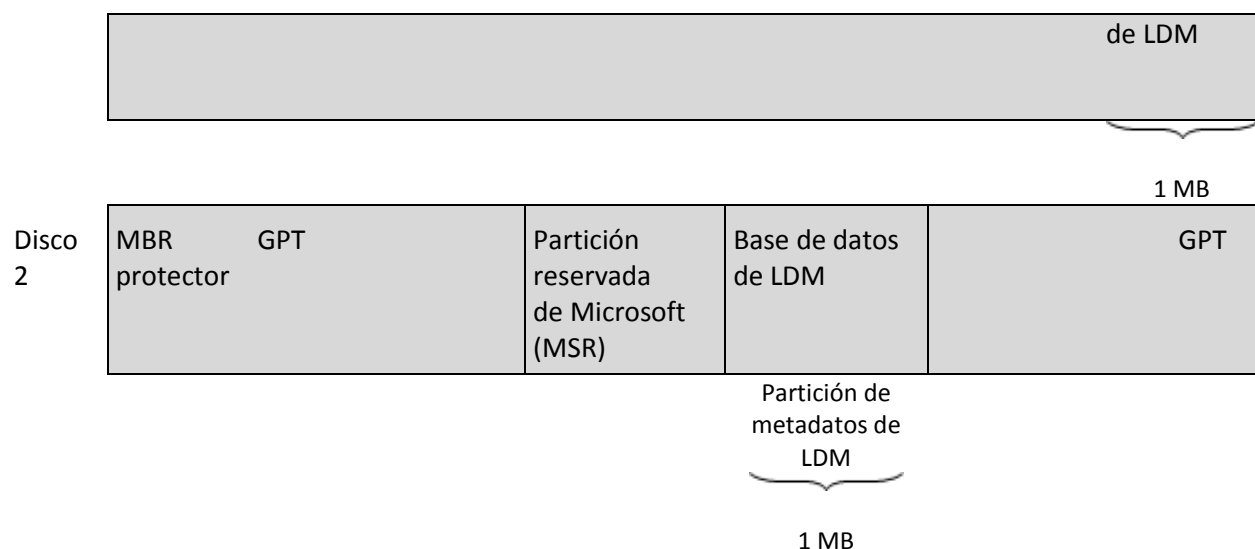 de LDM
1 MB
Disco 2
MBR protector
GPT
Partición reservada de Microsoft (MSR)
Base de datos de LDM
GPT
Partición de metadatos de LDM
1 MB